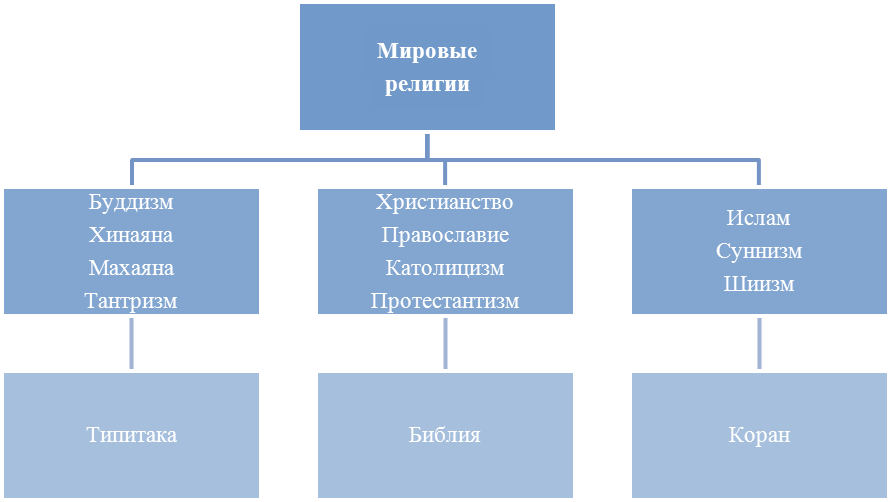 Мировые
религии
Буддизм
Хинаяна
Махаяна
Тантризм
Христианство
Православие
Католицизм
Протестантизм
Ислам
Суннизм
Шиизм
Типитака
Библия
Коран